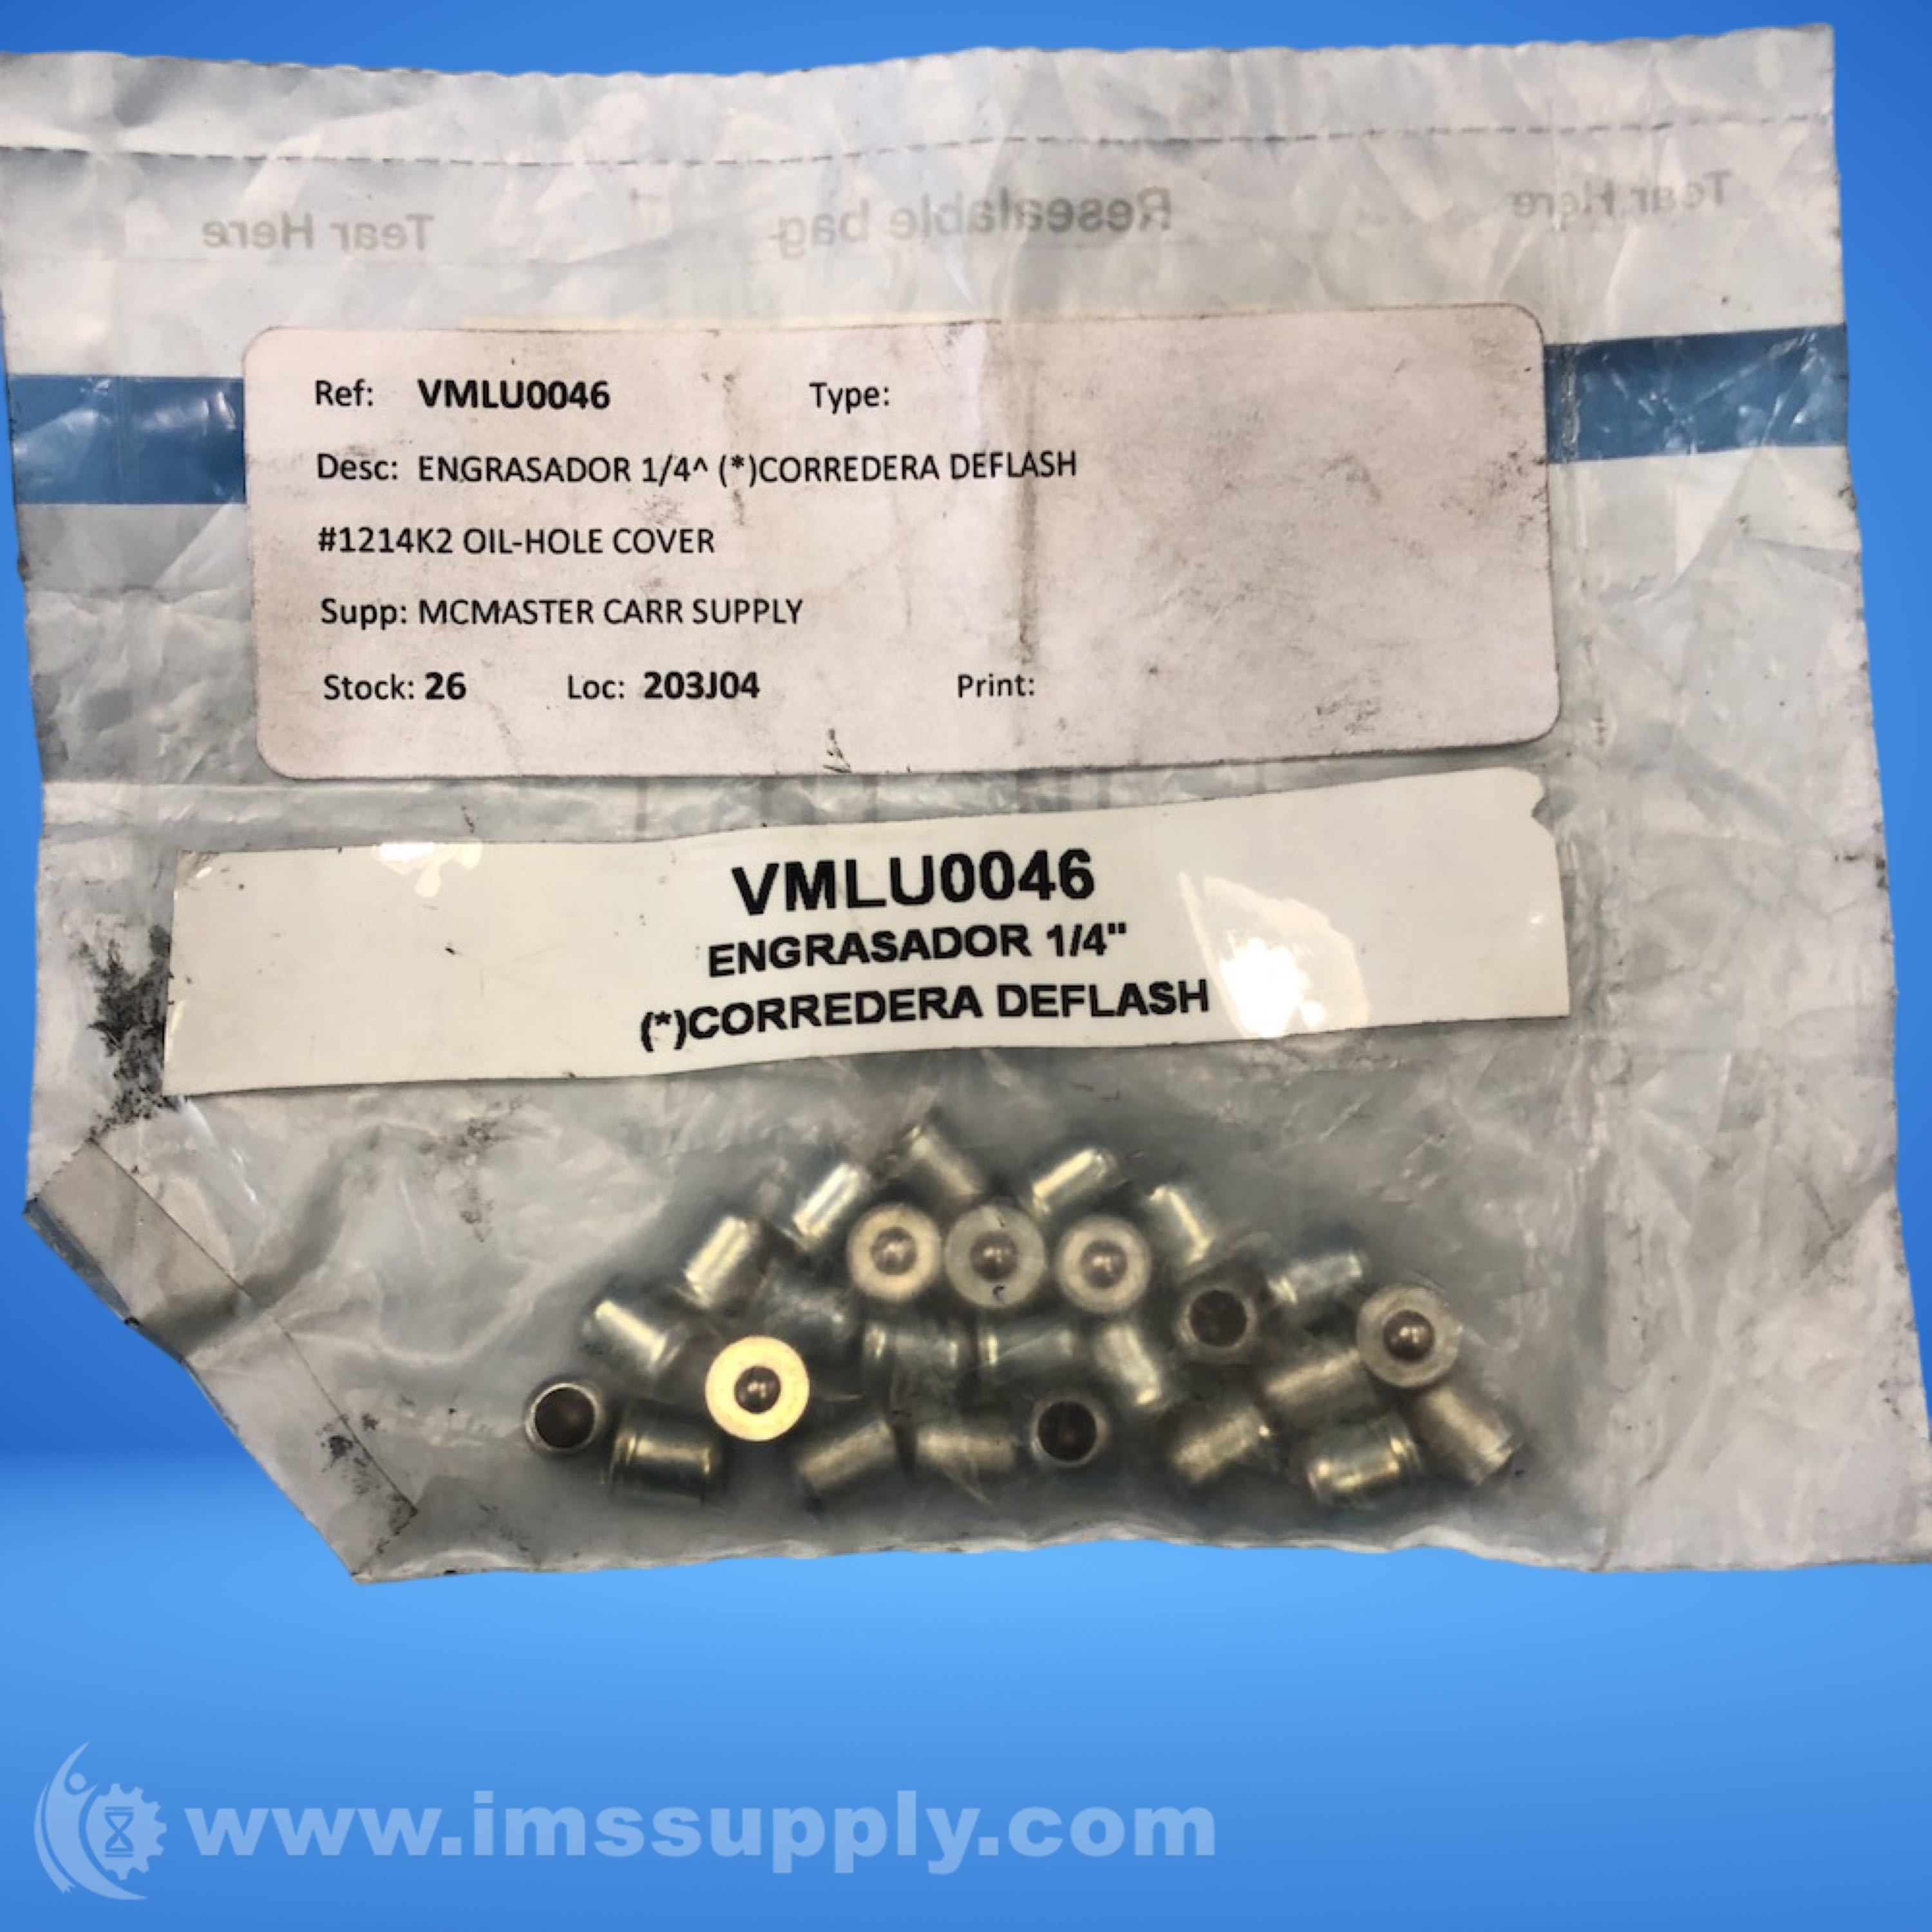 Tear Here Resealable bag Tear Here
Ref: VMLU0046 Type:
Desc: ENGRASADOR 1/4^ (*)CORREDERA DEFLASH
#1214K2 OIL-HOLE COVER
Supp: MCMASTER CARR SUPPLY
Stock: 26 Loc: 203J04 Print:
VMLU0046
ENGRASADOR 1/4"
(*)CORREDERA DEFLASH
www.imssupply.com